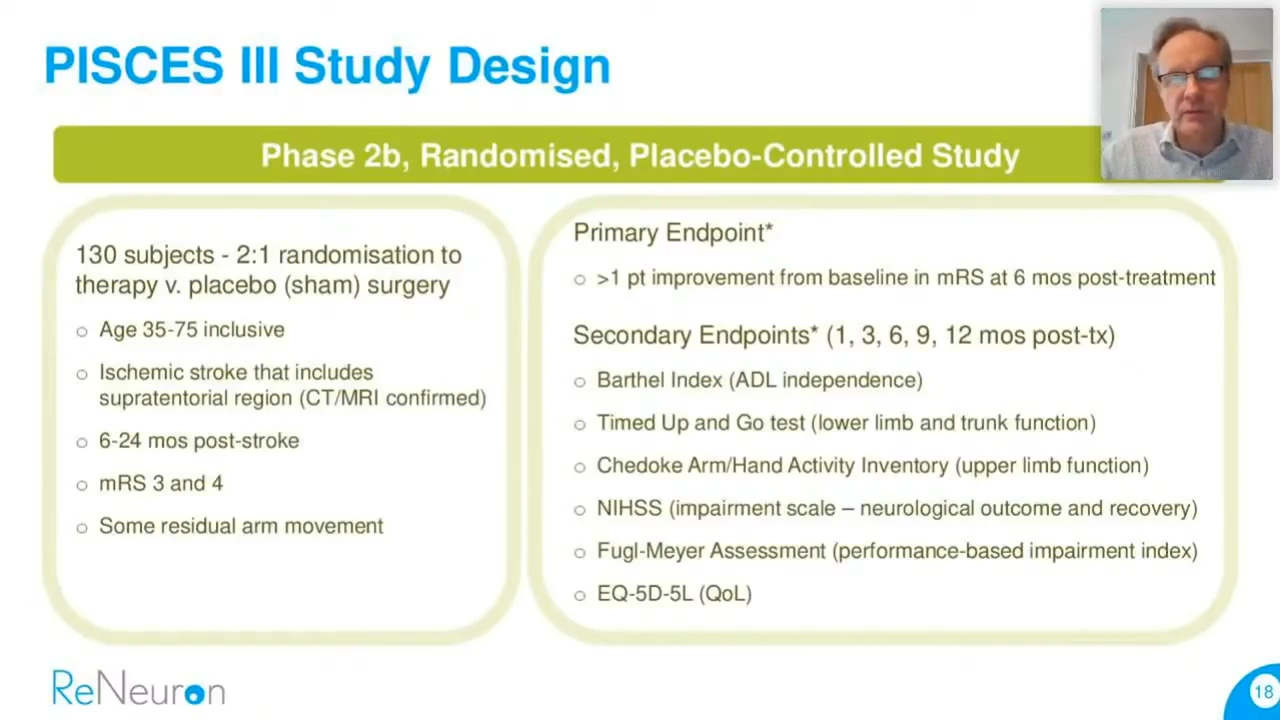 PISCES III Study Design
Phase 2b, Randomised, Placebo-Controlled Study
130 subjects - 2:1 randomisation to
therapy v. placebo (sham) surgery
○ Age 35-75 inclusive
○ Ischemic stroke that includes
supratentorial region (CT/MRI confirmed)
○ 6-24 mos post-stroke
○ mRS 3 and 4
○ Some residual arm movement
Primary Endpoint*
○ >1 pt improvement from baseline in mRS at 6 mos post-treatment
Secondary Endpoints* (1, 3, 6, 9, 12 mos post-tx)
○ Barthel Index (ADL independence)
○ Timed Up and Go test (lower limb and trunk function)
○ Chedoke Arm/Hand Activity Inventory (upper limb function)
○ NIHSS (impairment scale – neurological outcome and recovery)
○ Fugl-Meyer Assessment (performance-based impairment index)
○ EQ-5D-5L (QoL)
ReNeuron
18